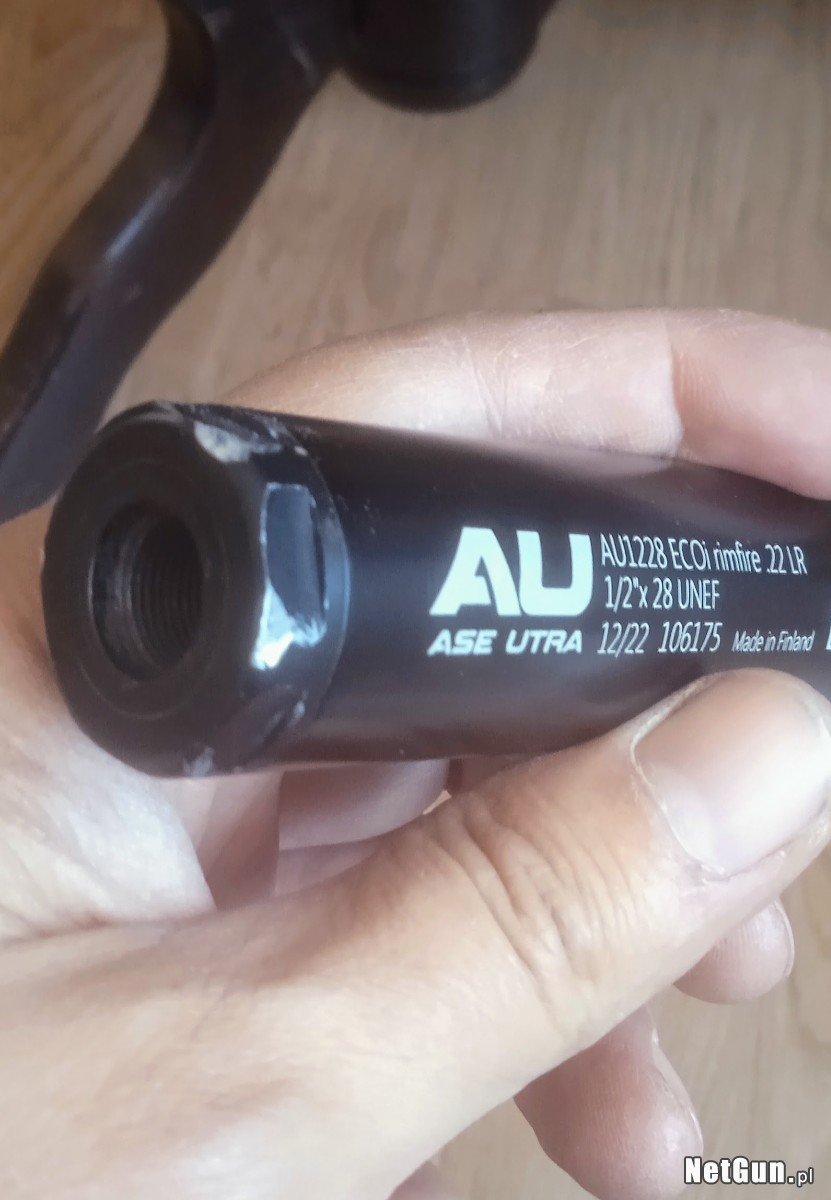 AU
ASE UTRA
AU1228 ECOi rimfire .22 LR
1/2"x 28 UNEF
12/22 106175 Made in Finland
NetGun.pl